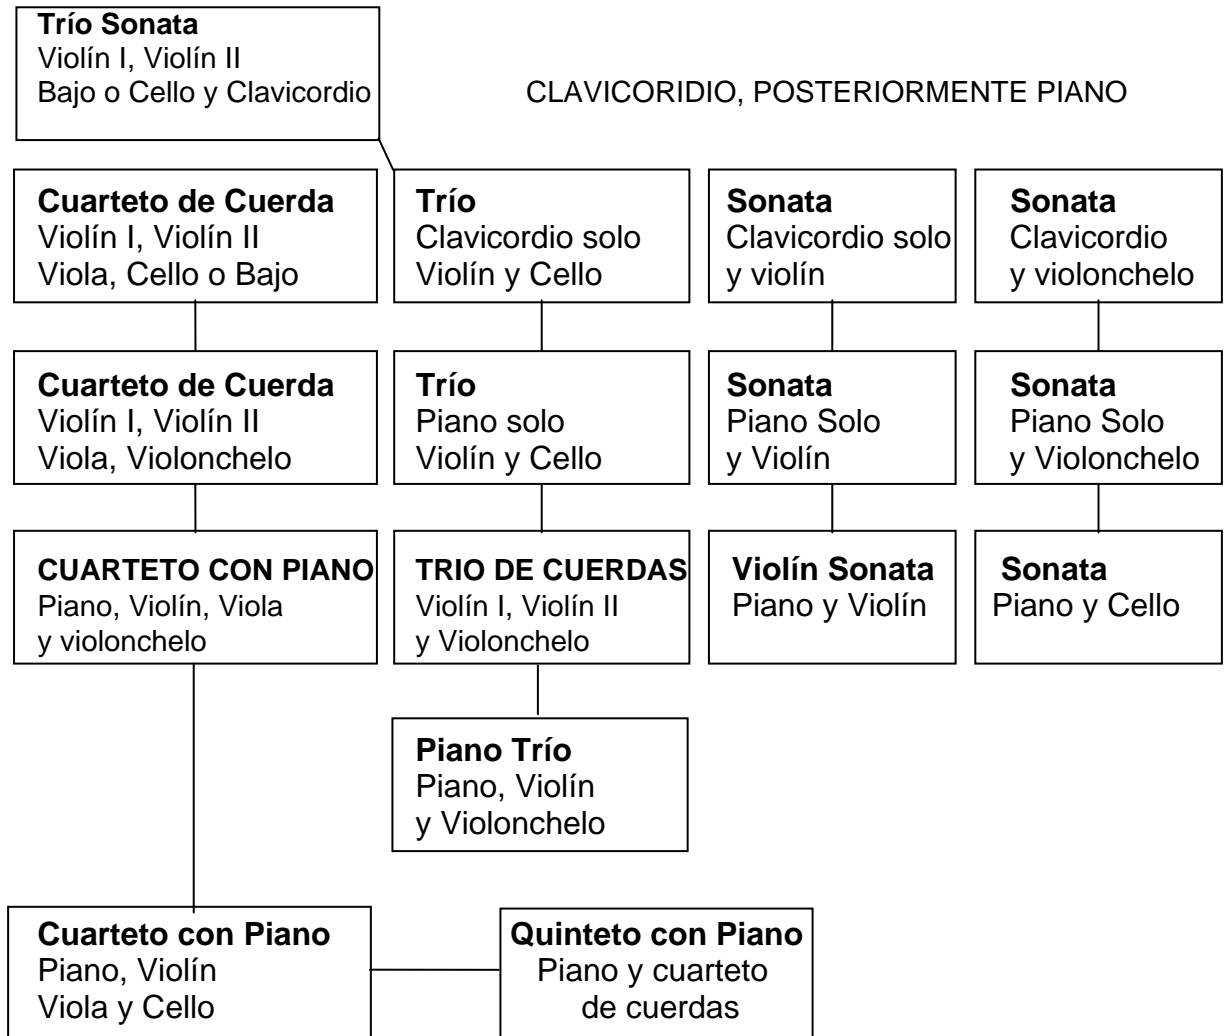 Trío Sonata
Violín I, Violín II
Bajo o Cello y Clavicordio
CLAVICORIDIO, POSTERIORMENTE PIANO
Cuarteto de Cuerda
Violín I, Violín II
Viola, Cello o Bajo
Trío
Clavicordio solo
Violín y Cello
Sonata
Clavicordio solo
y violín
Sonata
Clavicordio
y violonchelo
Cuarteto de Cuerda
Violín I, Violín II
Viola, Violonchelo
Trío
Piano solo
Violín y Cello
Sonata
Piano Solo
y Violín
Sonata
Piano Solo
y Violonchelo
CUARTETO CON PIANO
Piano, Violín, Viola
y violonchelo
TRIO DE CUERDAS
Violín I, Violín II
y Violonchelo
Violín Sonata
Piano y Violín
Sonata
Piano y Cello
Piano Trío
Piano, Violín
y Violonchelo
Cuarteto con Piano
Piano, Violín
Viola y Cello
Quinteto con Piano
Piano y cuarteto
de cuerdas